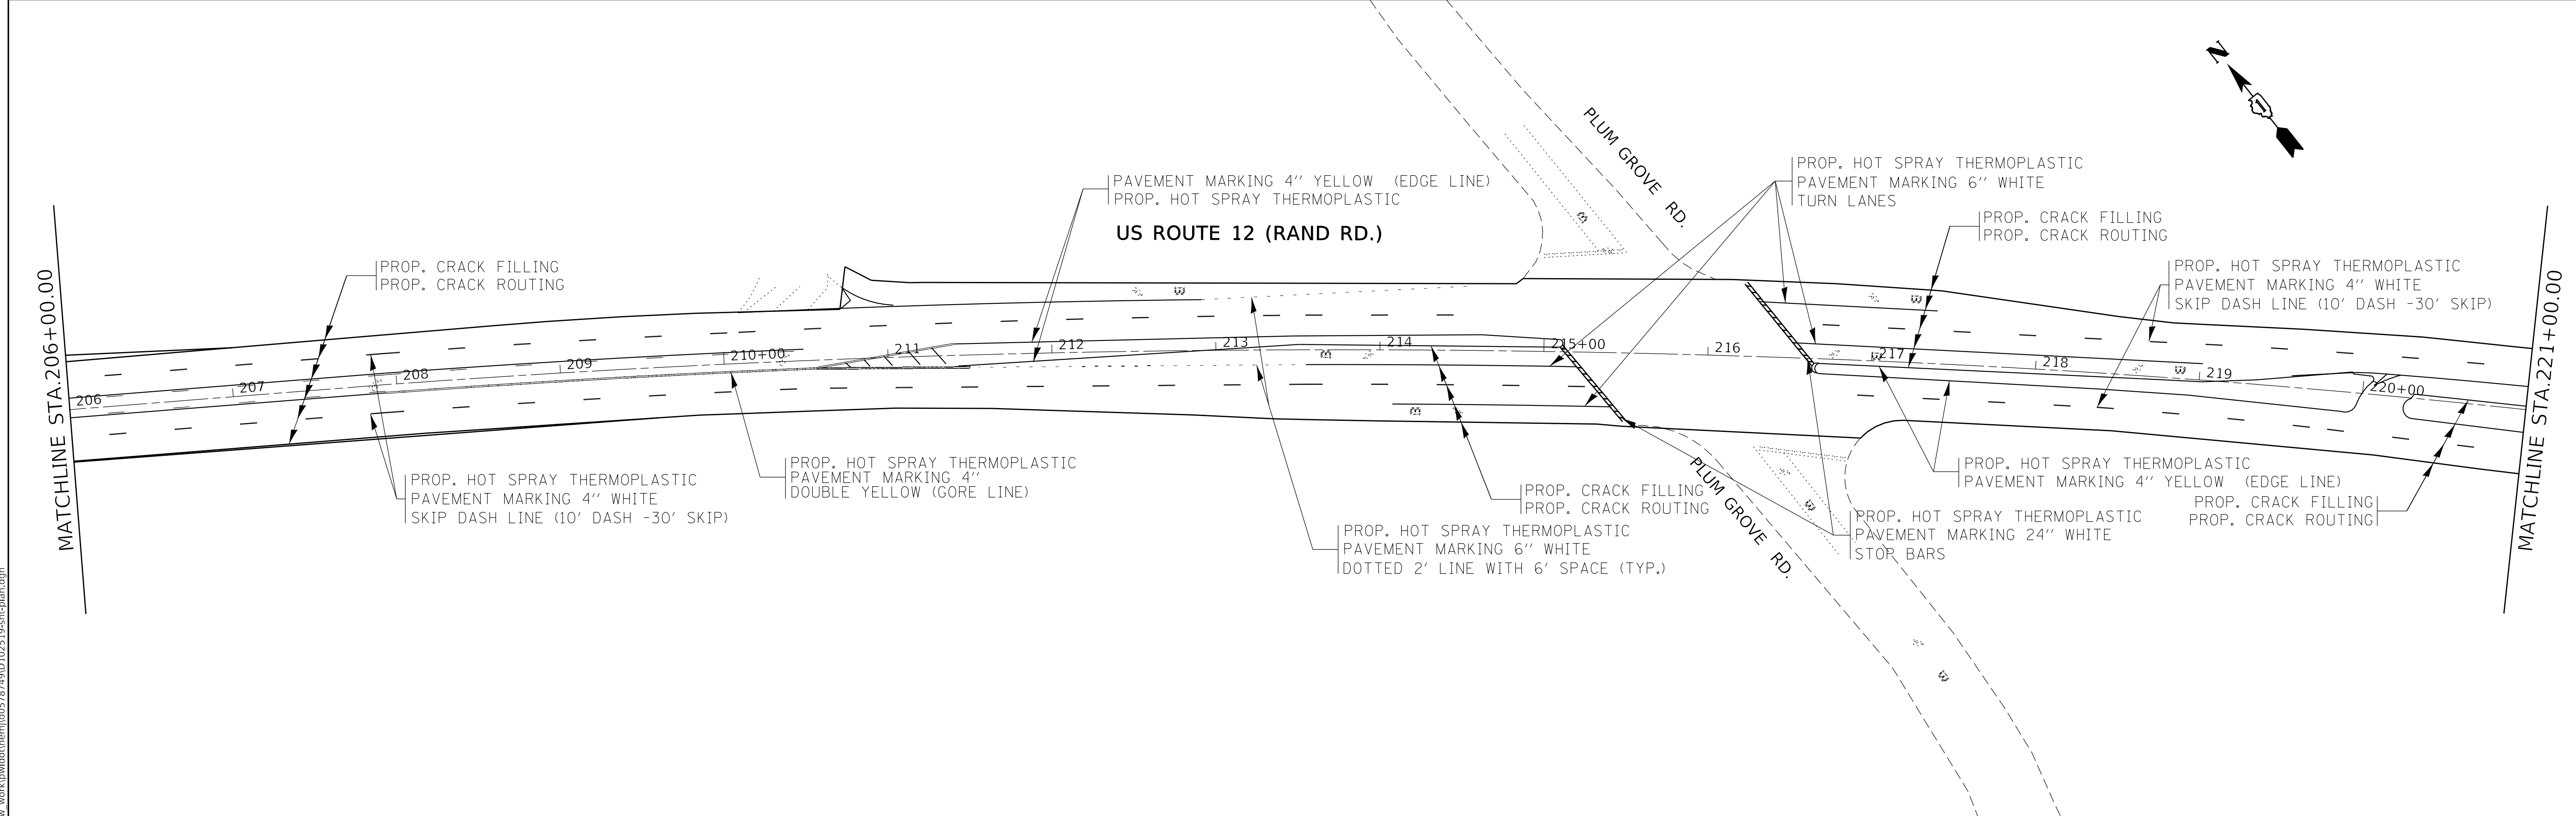 N
1
PLUM GROVE RD.
PAVEMENT MARKING 4" YELLOW (EDGE LINE)
PROP. HOT SPRAY THERMOPLASTIC
US ROUTE 12 (RAND RD.)
PROP. HOT SPRAY THERMOPLASTIC
PAVEMENT MARKING 6" WHITE
TURN LANES
PROP. CRACK FILLING
PROP. CRACK ROUTING
PROP. HOT SPRAY THERMOPLASTIC
PAVEMENT MARKING 4" WHITE
SKIP DASH LINE (10' DASH -30' SKIP)
PROP. CRACK FILLING
PROP. CRACK ROUTING
MATCHLINE STA.206+00.00
206
207
208
209
210+00
211
212
213
214
215+00
216
217
218
219
220+00
MATCHLINE STA.221+00.00
PROP. HOT SPRAY THERMOPLASTIC
PAVEMENT MARKING 4" WHITE
SKIP DASH LINE (10' DASH -30' SKIP)
PROP. HOT SPRAY THERMOPLASTIC
PAVEMENT MARKING 4"
DOUBLE YELLOW (GORE LINE)
PROP. CRACK FILLING
PROP. CRACK ROUTING
PROP. HOT SPRAY THERMOPLASTIC
PAVEMENT MARKING 6" WHITE
DOTTED 2' LINE WITH 6' SPACE (TYP.)
PLUM GROVE RD.
PROP. HOT SPRAY THERMOPLASTIC
PAVEMENT MARKING 4" YELLOW (EDGE LINE)
PROP. HOT SPRAY THERMOPLASTIC
PAVEMENT MARKING 24" WHITE
STOP BARS
PROP. CRACK FILLING
PROP. CRACK ROUTING